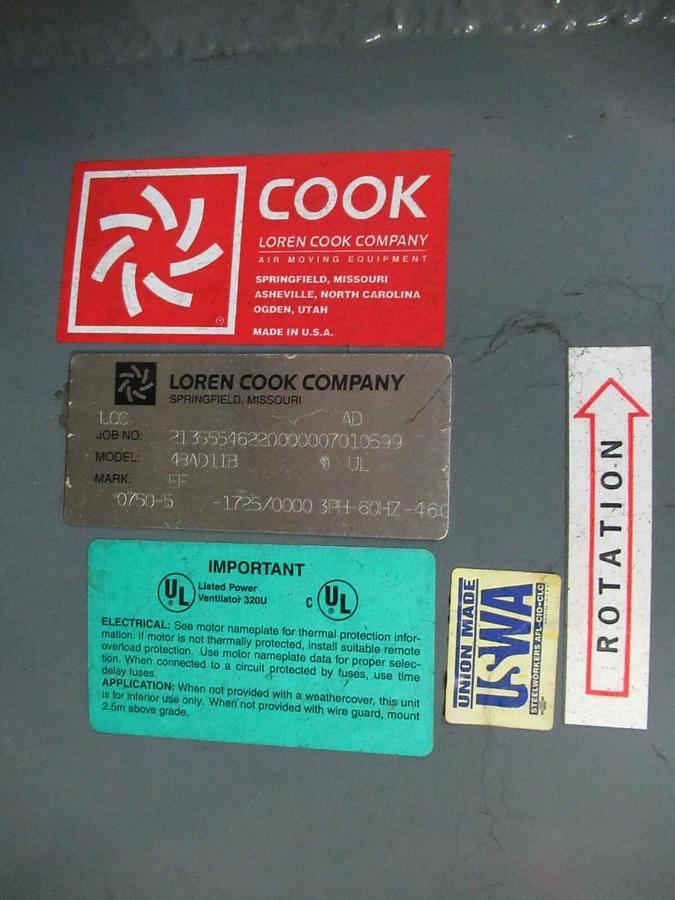 COOK
LOREN COOK COMPANY
AIR MOVING EQUIPMENT
SPRINGFIELD, MISSOURI
ASHEVILLE, NORTH CAROLINA
OGDEN, UTAH
MADE IN U.S.A.
LOREN COOK COMPANY
SPRINGFIELD, MISSOURI
LCC AD
JOB NO: 213S5546220000007010599
MODEL: 48AD11B UL
MARK: EF
0750-5 -1725/0000 3PH-60HZ-460
IMPORTANT
UL Listed Power
Ventilator 320U C UL
ELECTRICAL: See motor nameplate for thermal protection infor-
mation. If motor is not thermally protected, install suitable remote
overload protection. Use motor nameplate data for proper selec-
tion. When connected to a circuit protected by fuses, use time
delay fuses.
APPLICATION: When not provided with a weathercover, this unit
is for interior use only. When not provided with wire guard, mount
2.5m above grade.
UNION MADE
USWA
STEELWORKERS AFL-CIO-CLC
ROTATION